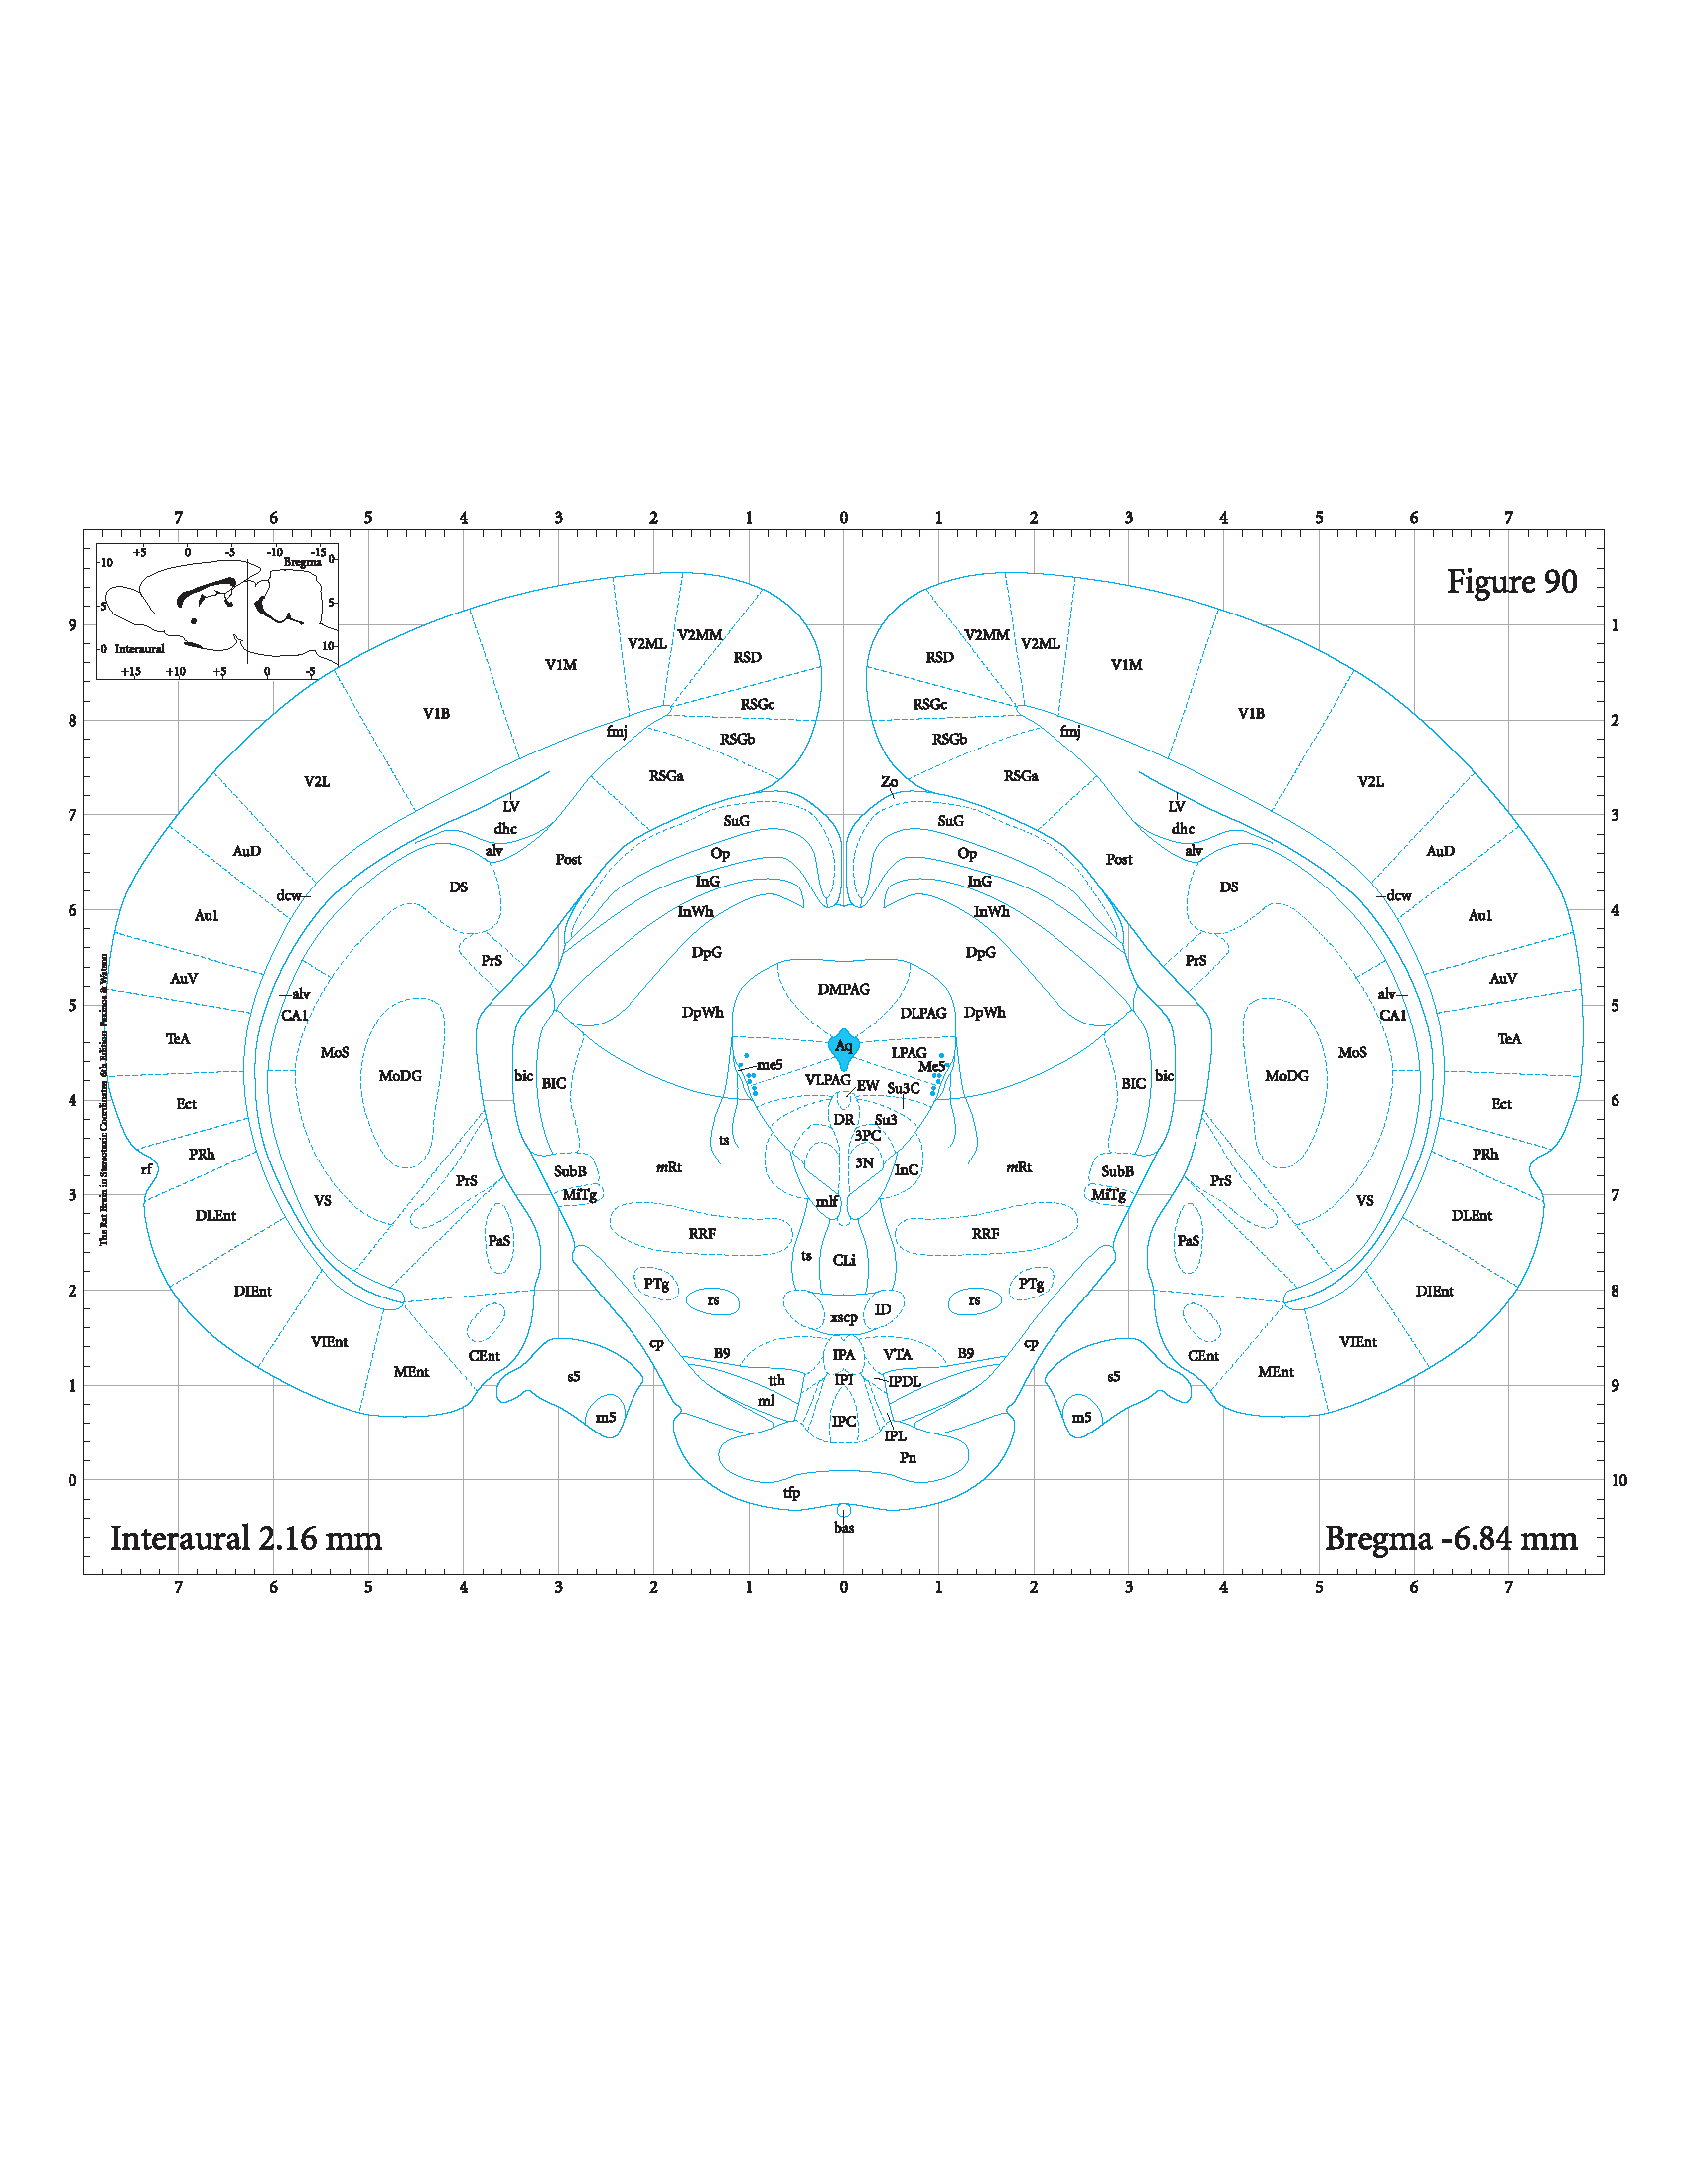 7 6 5 4 3 2 1 0 1 2 3 4 5 6 7
+5 0 -5 -10 -15
Bregma
10 0
Figure 90
5 5
9 1
0 Interaural 10
+15 +10 +5 0 -5
V2ML V2MM V2MM V2ML
V1M RSD RSD V1M
V1B RSGc RSGc V1B
8 2
fmj RSGb RSGb fmj
V2L RSGa Zo RSGa V2L
7 LV LV 3
dhc SuG SuG dhc
AuD alv Post Op Op Post alv AuD
dcw DS InG InG DS dcw
6 Au1 InWh InWh Au1 4
PrS DpG DpG PrS
AuV AuV
alv DMPAG alv
5 5
CA1 DpWh DLPAG DpWh CA1
TeA MoS Aq LPAG MoS TeA
MoDG bic BIC me5 VLPAG EW Me5 BIC bic MoDG
Su3C
6
4 Ect DR Su3 Ect
ts 3PC
PRh 3N PRh
rf SubB mRt InC mRt SubB
3 PrS MiTg mlf MiTg PrS 7
VS VS
DLEnt RRF RRF DLEnt
PaS ts CLi PaS
2 DIEnt PTg rs PTg DIEnt 8
rs xscp ID
VIEnt cp cp VIEnt
CEnt B9 IPA VTA B9 CEnt
MEnt s5 tth IPI IPDL s5 MEnt
1 ml 9
m5 IPC m5
IPL
Pn
0 10
tfp
bas
Interaural 2.16 mm
Bregma -6.84 mm
7 6 5 4 3 2 1 0 1 2 3 4 5 6 7
The Rat Brain in Stereotaxic Coordinates 6th Edition Paxinos & Watson